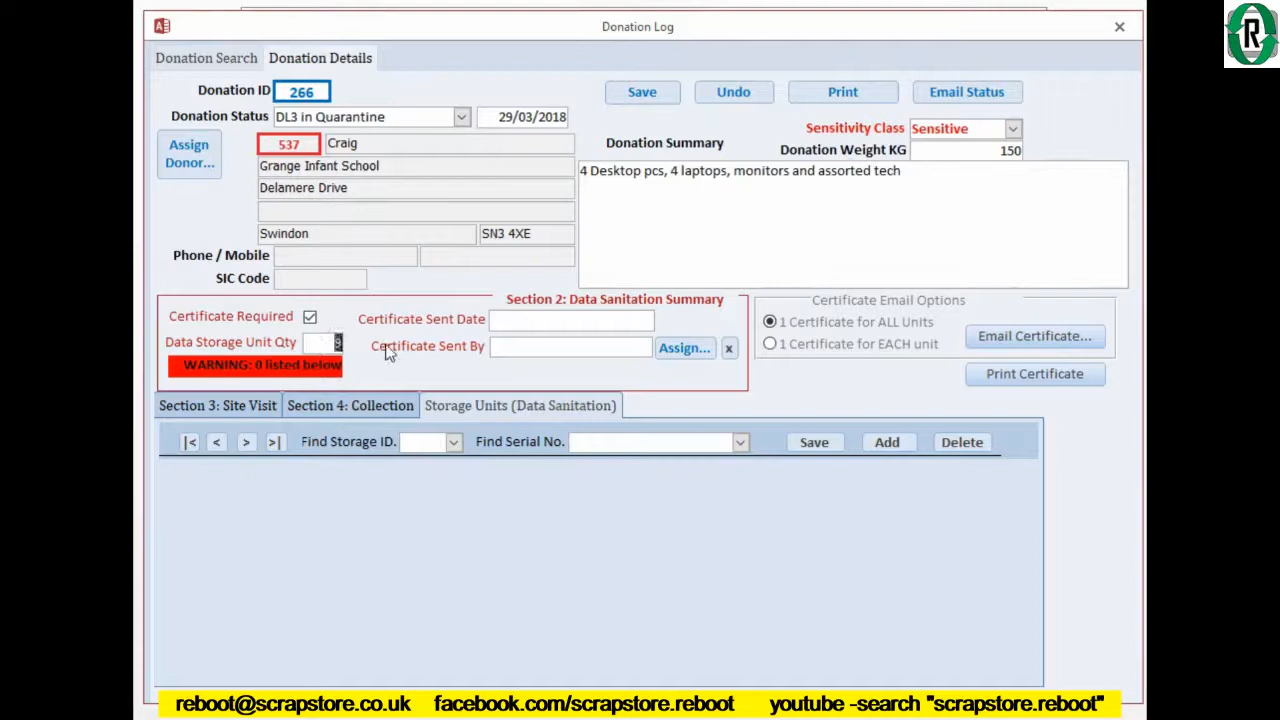 R
A
Donation Log
Donation Search Donation Details
Donation ID 266 Save Undo Print Email Status
Donation Status DL3 in Quarantine 29/03/2018
Sensitivity Class Sensitive
Assign Donor... 537 Craig
Donation Summary
Donation Weight KG 150
Grange Infant School
4 Desktop pcs, 4 laptops, monitors and assorted tech
Delamere Drive
Swindon SN3 4XE
Phone / Mobile
SIC Code
Section 2: Data Sanitation Summary
Certificate Email Options
Certificate Required Certificate Sent Date
1 Certificate for ALL Units
Email Certificate...
Data Storage Unit Qty 9 Certificate Sent By Assign... x
1 Certificate for EACH unit
WARNING: 0 listed below
Print Certificate
Section 3: Site Visit Section 4: Collection Storage Units (Data Sanitation)
|< < > >| Find Storage ID. Find Serial No. Save Add Delete
reboot@scrapstore.co.uk facebook.com/scrapstore.reboot youtube -search "scrapstore.reboot"